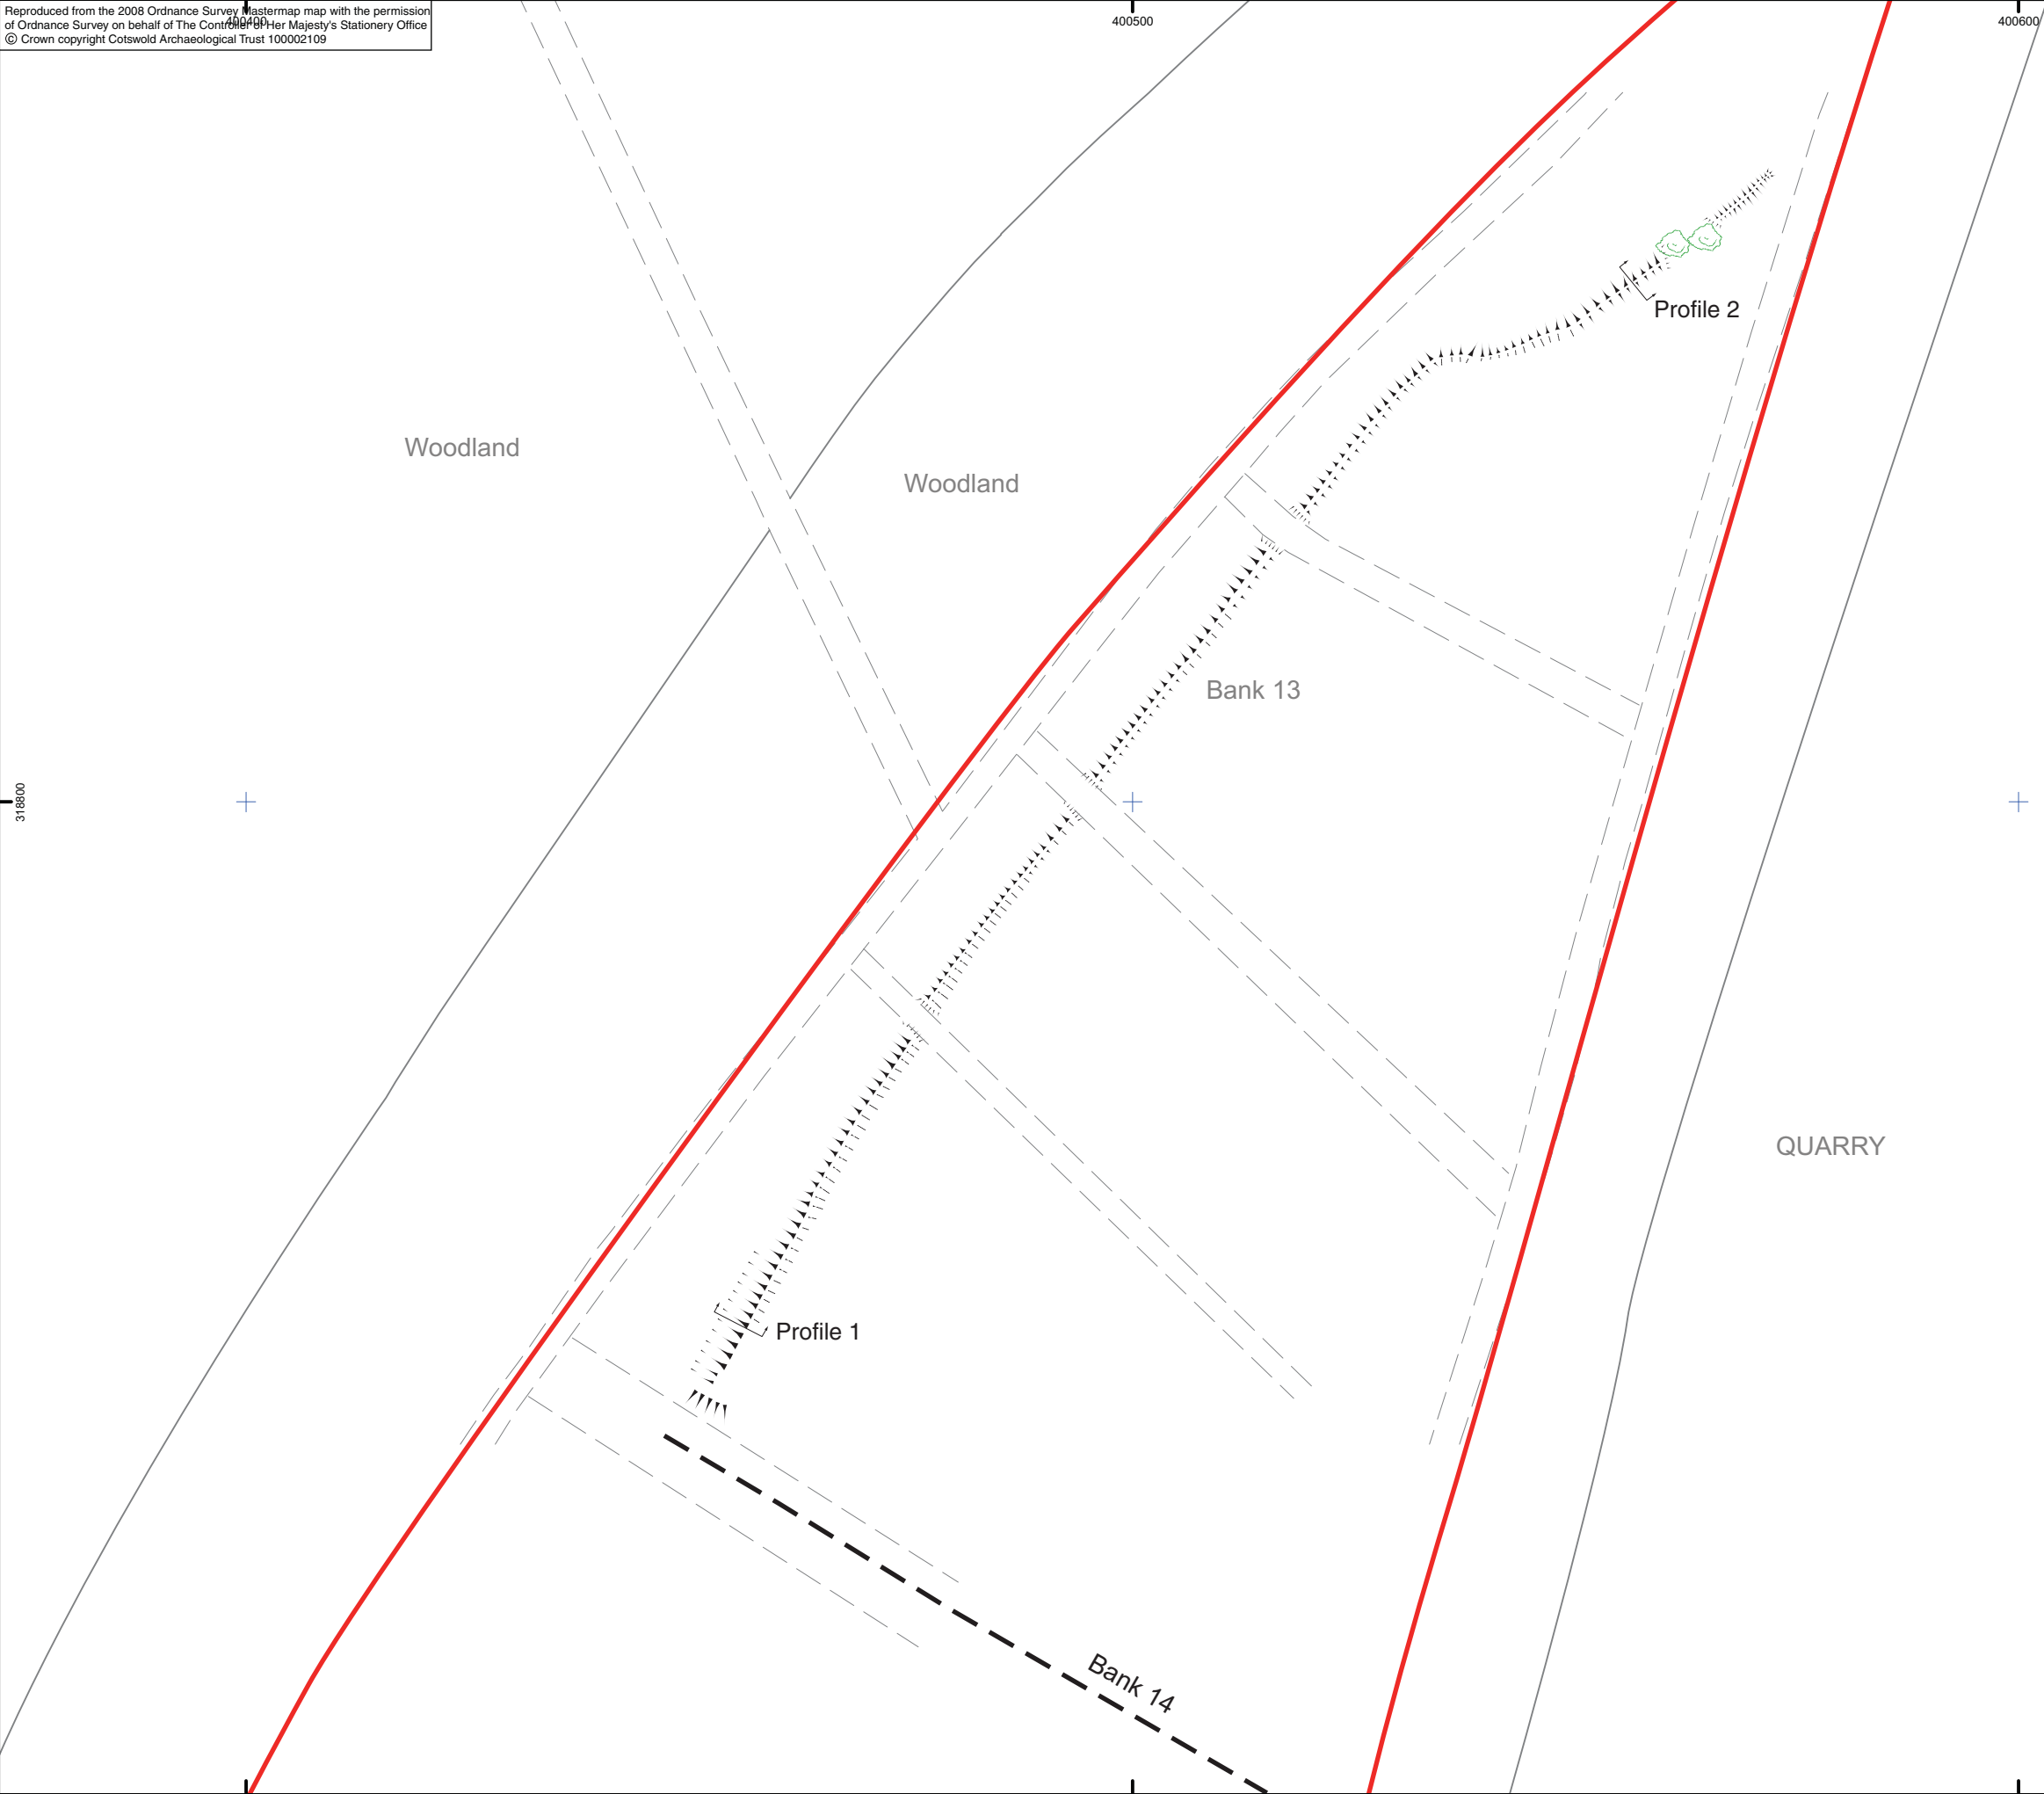 Reproduced from the 2008 Ordnance Survey Mastermap map with the permission
of Ordnance Survey on behalf of The Controller of Her Majesty's Stationery Office
© Crown copyright Cotswold Archaeological Trust 100002109
400400
400500
400600
Profile 2
Woodland
Woodland
Bank 13
318800
QUARRY
Profile 1
Bank 14